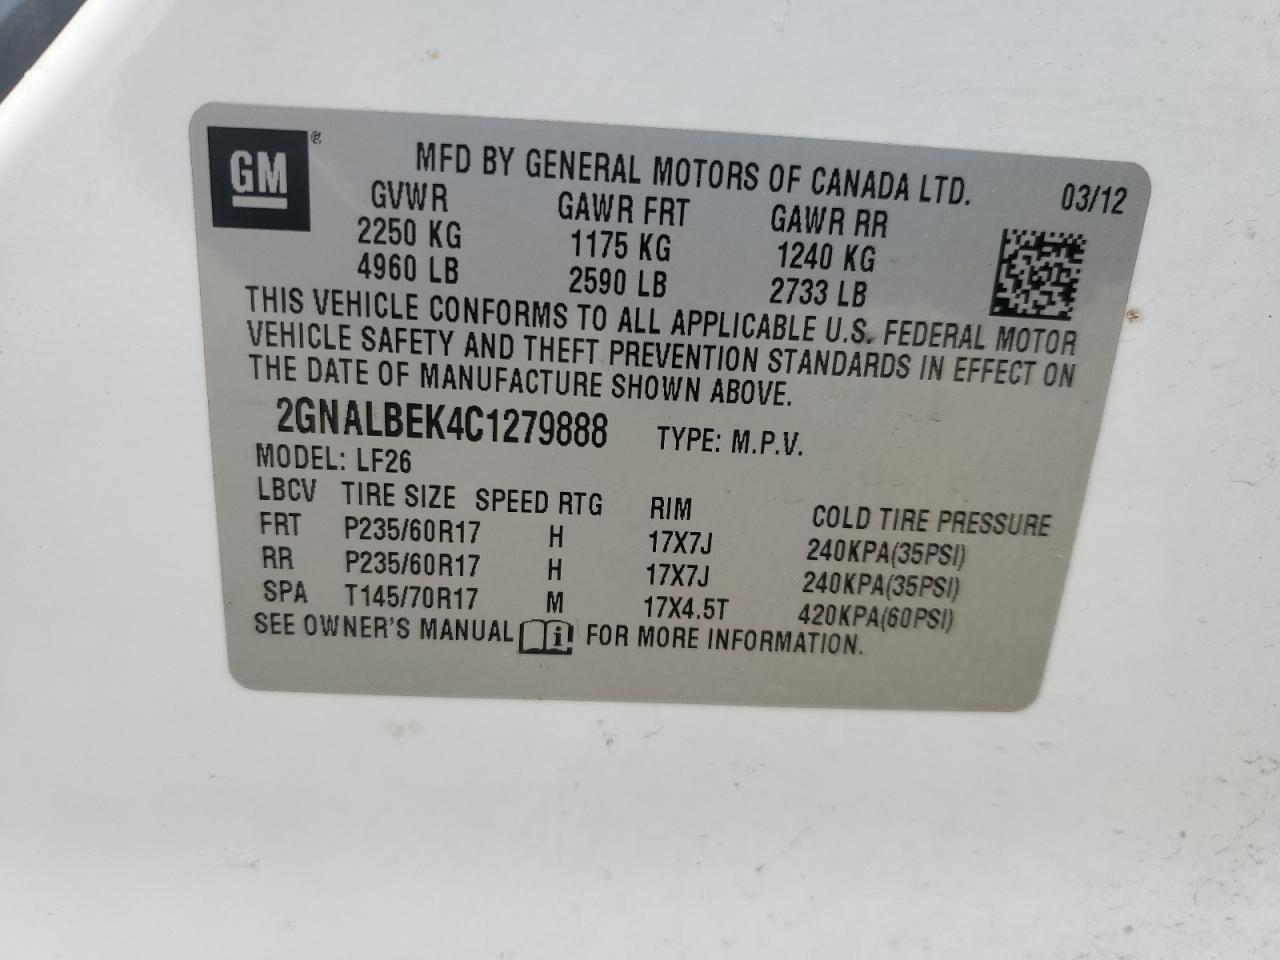 GM®
MFD BY GENERAL MOTORS OF CANADA LTD. 03/12
GVWR GAWR FRT GAWR RR
2250 KG 1175 KG 1240 KG
4960 LB 2590 LB 2733 LB
THIS VEHICLE CONFORMS TO ALL APPLICABLE U.S. FEDERAL MOTOR
VEHICLE SAFETY AND THEFT PREVENTION STANDARDS IN EFFECT ON
THE DATE OF MANUFACTURE SHOWN ABOVE.
2GNALBEK4C1279888 TYPE: M.P.V.
MODEL: LF26
LBCV TIRE SIZE SPEED RTG RIM COLD TIRE PRESSURE
FRT P235/60R17 H 17X7J 240KPA(35PSI)
RR P235/60R17 H 17X7J 240KPA(35PSI)
SPA T145/70R17 M 17X4.5T 420KPA(60PSI)
SEE OWNER'S MANUAL i FOR MORE INFORMATION.